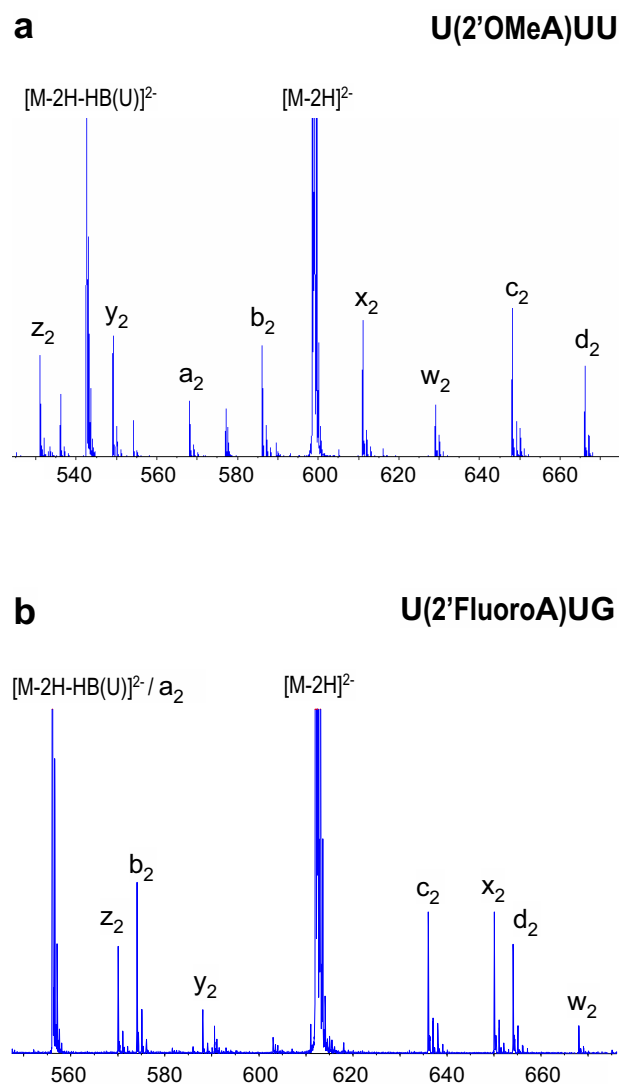 a
U(2'OMeA)UU
[M-2H-HB(U)]²⁻
[M-2H]²⁻
z₂
y₂
a₂
b₂
x₂
w₂
c₂
d₂
540 560 580 600 620 640 660
b
U(2'FluoroA)UG
[M-2H-HB(U)]²⁻ / a₂
[M-2H]²⁻
z₂
b₂
y₂
c₂
x₂
d₂
w₂
560 580 600 620 640 660